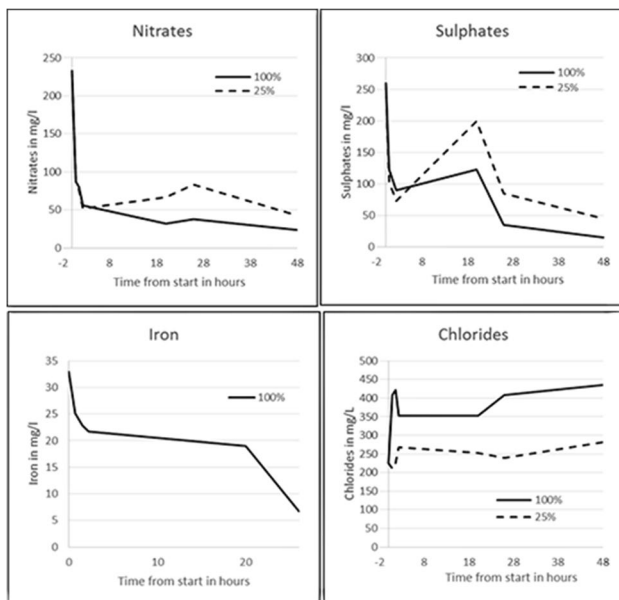 Nitrates
250
200
150
100
50
0
-2 8 18 28 38 48
Nitrates in mg/l
Time from start in hours
100%
25%
Sulphates
300
250
200
150
100
50
0
-2 8 18 28 38 48
Sulphates in mg/l
Time from start in hours
100%
25%
Iron
35
30
25
20
15
10
5
0
0 10 20
Iron in mg/l
Time from start in hours
100%
Chlorides
500
450
400
350
300
250
200
150
100
50
0
-2 8 18 28 38 48
Chlorides in mg/L
Time from start in hours
100%
25%